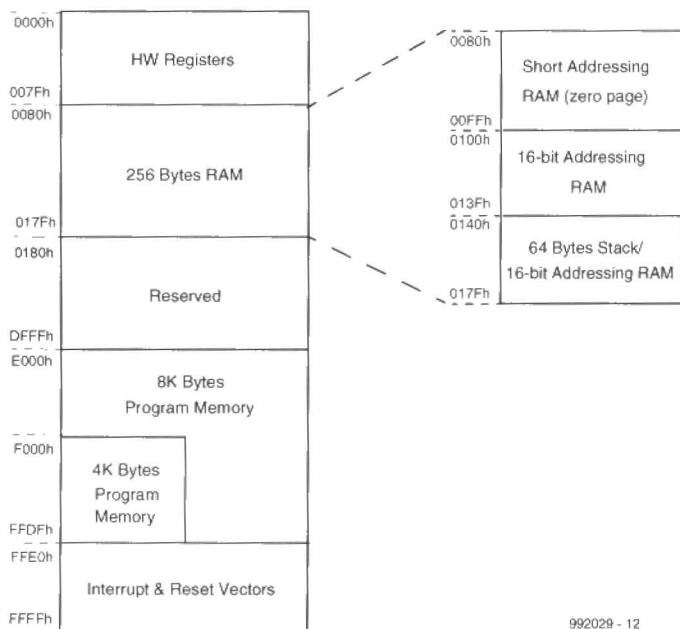 0000h
HW Registers
007Fh
0080h
256 Bytes RAM
017Fh
0180h
Reserved
DFFFh
E000h
8K Bytes
Program Memory
F000h
4K Bytes
Program
Memory
FFDFh
FFE0h
Interrupt & Reset Vectors
FFFFh
0080h
Short Addressing
RAM (zero page)
00FFh
0100h
16-bit Addressing
RAM
013Fh
0140h
64 Bytes Stack/
16-bit Addressing RAM
017Fh
992029 - 12